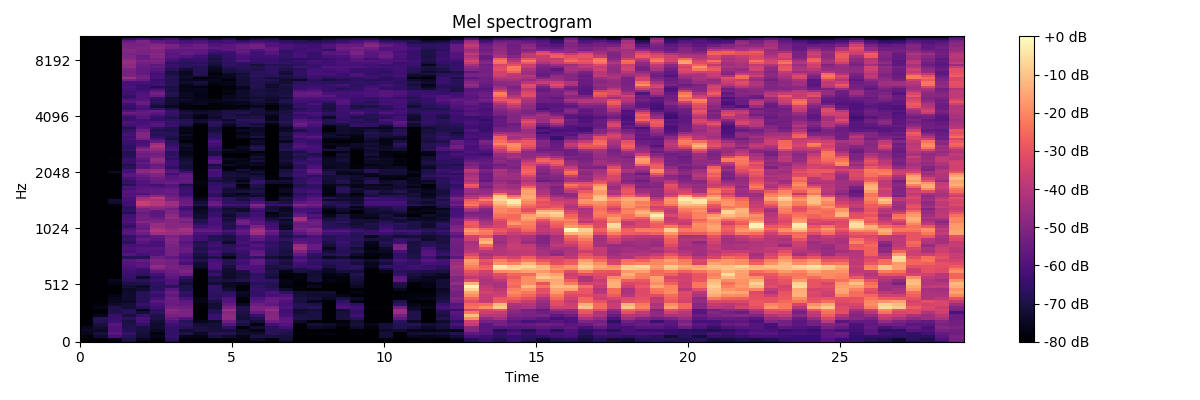 Mel spectrogram
Hz
8192
4096
2048
1024
512
0
0 5 10 15 20 25
Time
+0 dB
-10 dB
-20 dB
-30 dB
-40 dB
-50 dB
-60 dB
-70 dB
-80 dB